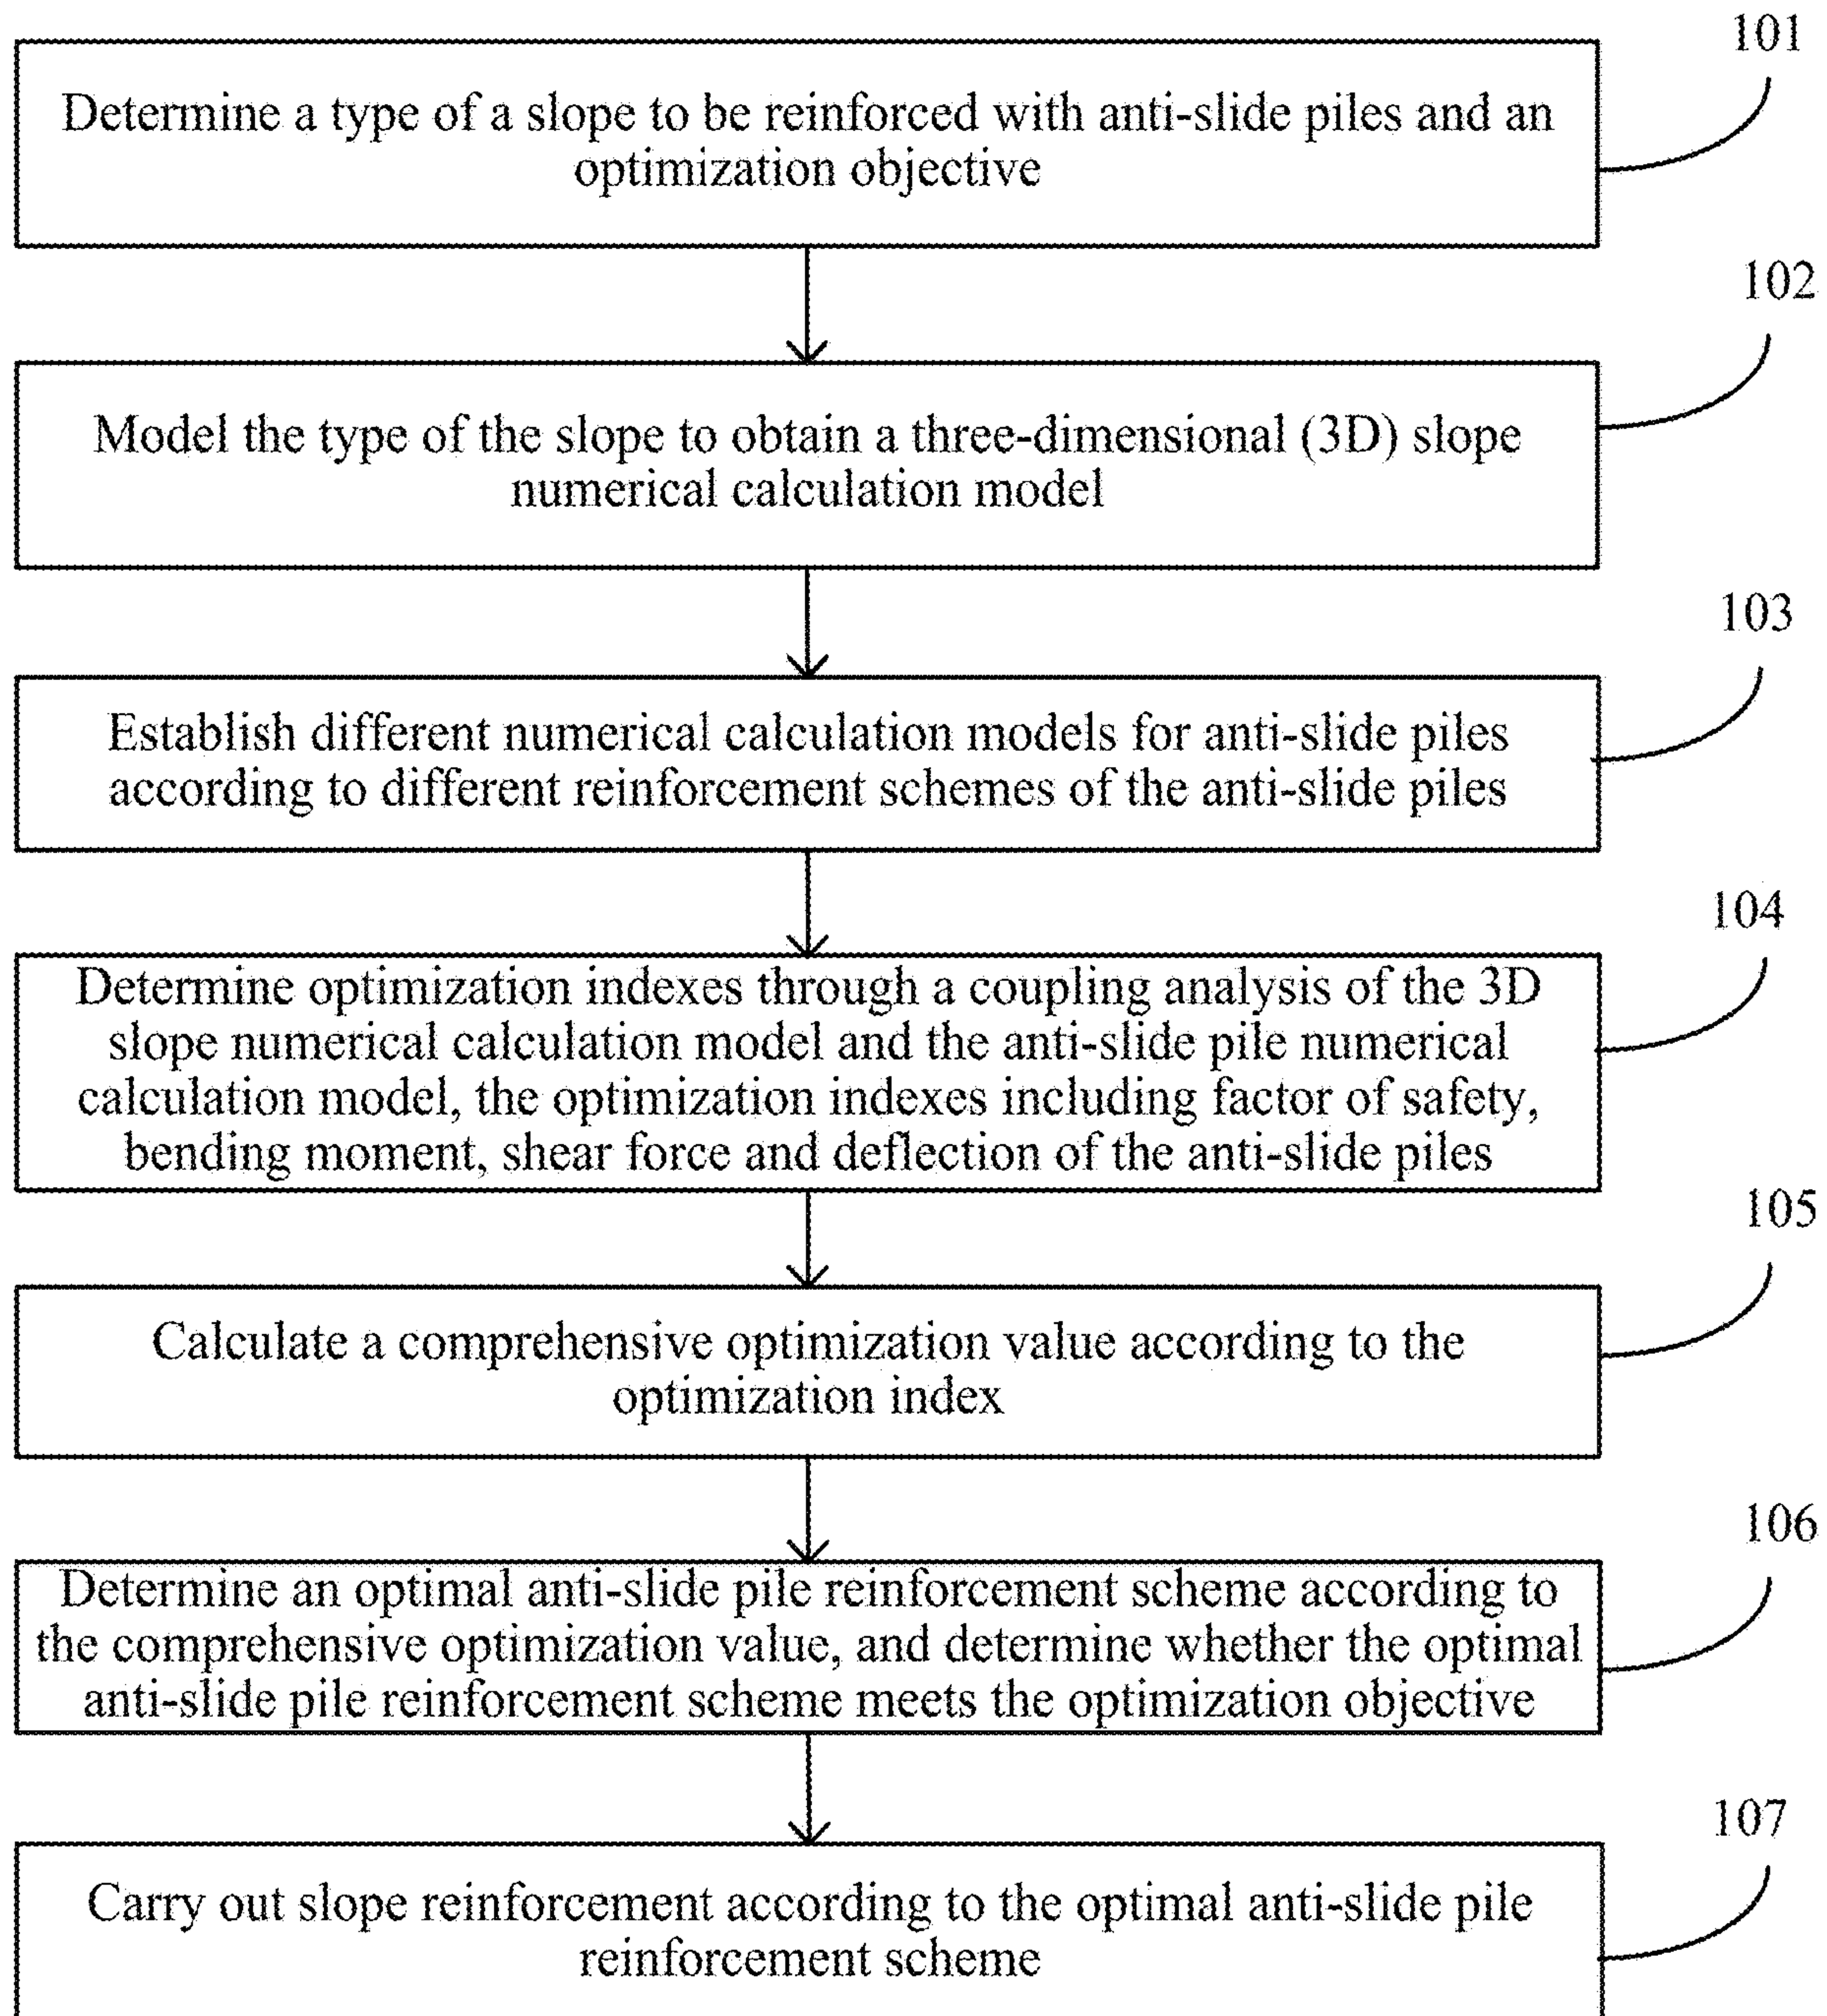 101
Determine a type of a slope to be reinforced with anti-slide piles and an
optimization objective
102
Model the type of the slope to obtain a three-dimensional (3D) slope
numerical calculation model
103
Establish different numerical calculation models for anti-slide piles
according to different reinforcement schemes of the anti-slide piles
104
Determine optimization indexes through a coupling analysis of the 3D
slope numerical calculation model and the anti-slide pile numerical
calculation model, the optimization indexes including factor of safety,
bending moment, shear force and deflection of the anti-slide piles
105
Calculate a comprehensive optimization value according to the
optimization index
106
Determine an optimal anti-slide pile reinforcement scheme according to
the comprehensive optimization value, and determine whether the optimal
anti-slide pile reinforcement scheme meets the optimization objective
107
Carry out slope reinforcement according to the optimal anti-slide pile
reinforcement scheme